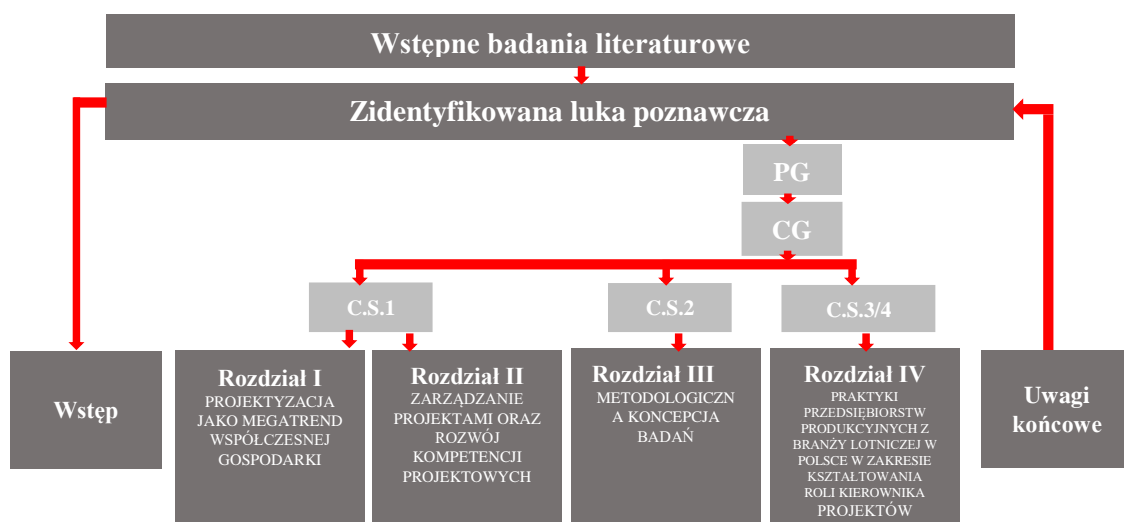 Wstępne badania literaturowe
Zidentyfikowana luka poznawcza
PG
CG
C.S.1
C.S.2
C.S.3/4
Wstęp
Rozdział I
PROJEKTYZACJA
JAKO MEGATREND
WSPÓŁCZESNEJ
GOSPODARKI
Rozdział II
ZARZĄDZANIE
PROJEKTAMI ORAZ
ROZWÓJ
KOMPETENCJI
PROJEKTOWYCH
Rozdział III
METODOLOGICZN
A KONCEPCJA
BADAŃ
Rozdział IV
PRAKTYKI
PRZEDSIĘBIORSTW
PRODUKCYJNYCH Z
BRANŻY LOTNICZEJ W
POLSCE W ZAKRESIE
KSZTAŁTOWANIA
ROLI KIEROWNIKA
PROJEKTÓW
Uwagi
końcowe